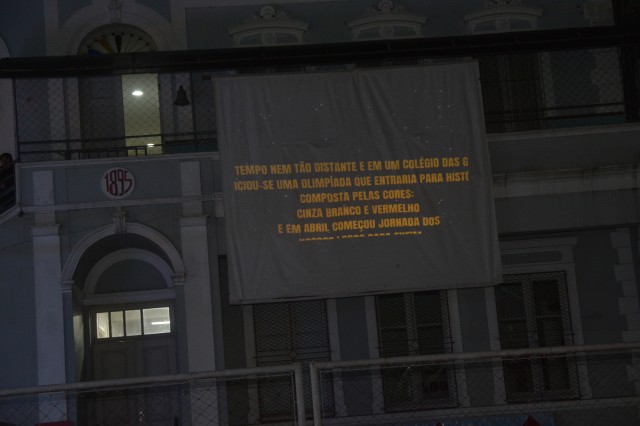 TEMPO NEM TÃO DISTANTE E EM UM COLÉGIO DAS G
ICIOU-SE UMA OLIMPÍADA QUE ENTRARIA PARA HISTÓ
COMPOSTA PELAS CORES:
CINZA BRANCO E VERMELHO
E EM ABRIL COMEÇOU JORNADA DOS
1895